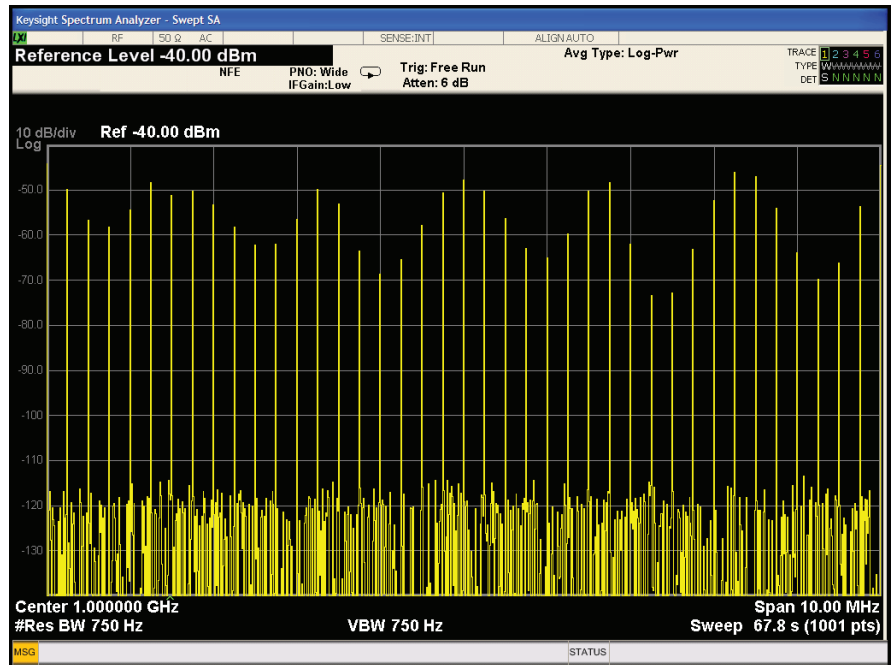 Keysight Spectrum Analyzer - Swept SA
LXI RF 50 Ω AC SENSE:INT ALIGN AUTO
Reference Level -40.00 dBm
NFE
PNO: Wide
IFGain:Low
Trig: Free Run
Atten: 6 dB
Avg Type: Log-Pwr
TRACE 1 2 3 4 5 6
TYPE WWWWWW
DET S N N N N N
10 dB/div Ref -40.00 dBm
Log
-50.0
-60.0
-70.0
-80.0
-90.0
-100
-110
-120
-130
Center 1.000000 GHz Span 10.00 MHz
#Res BW 750 Hz VBW 750 Hz Sweep 67.8 s (1001 pts)
MSG STATUS